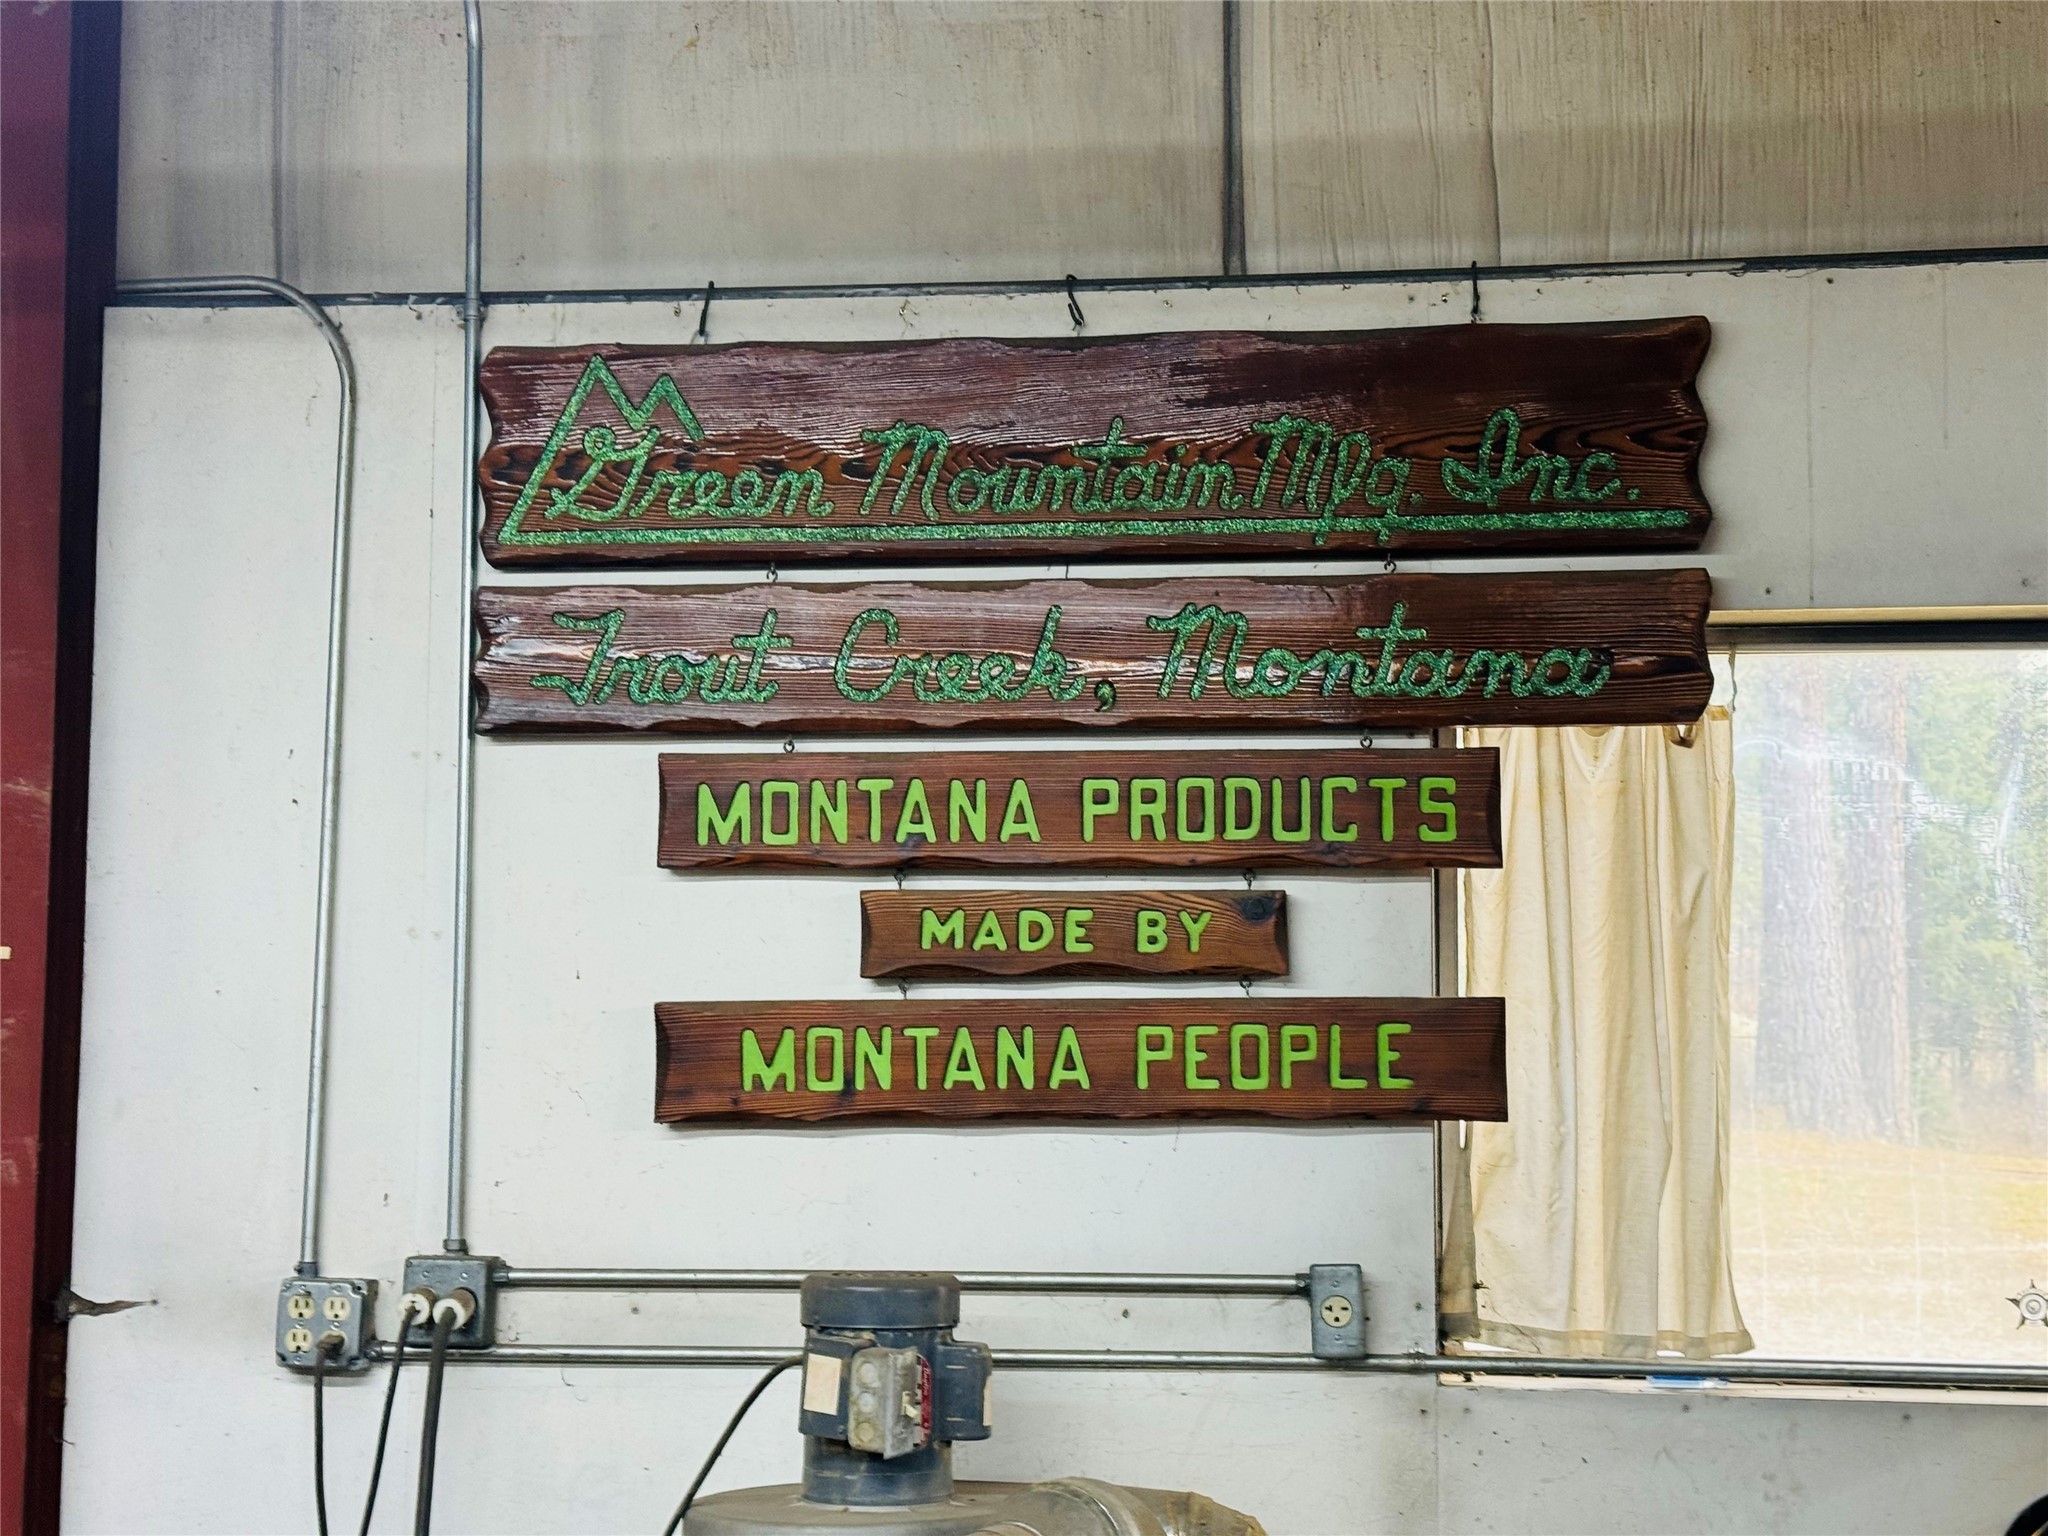 Green Mountain Mfg. Inc.
Trout Creek, Montana
MONTANA PRODUCTS
MADE BY
MONTANA PEOPLE